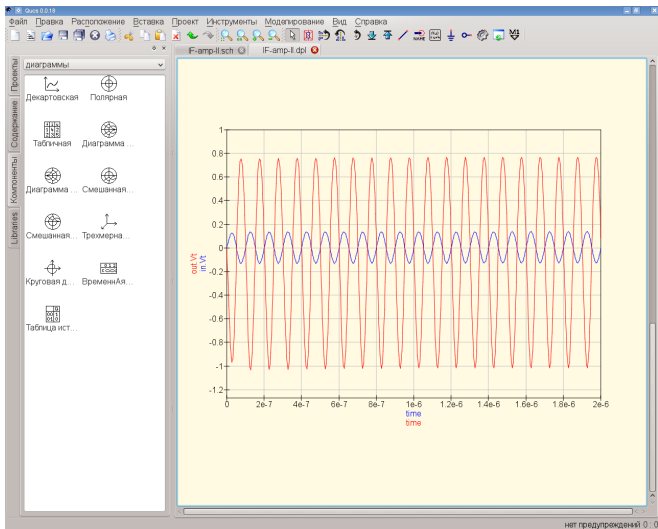 Qucs 0.0.18
Файл Правка Расположение Вставка Проект Инструменты Моделирование Вид Справка
IF-amp-II.sch IF-amp-II.dpl
диаграммы
Проекты
Содержание
Компоненты
Libraries
Декартовская Полярная
Табличная Диаграмма ...
Диаграмма ... Смешанная...
Смешанная... Трехмерна...
Круговая д... ВременнАя...
Таблица ист...
1
0.8
0.6
0.4
0.2
0
-0.2
-0.4
-0.6
-0.8
-1
-1.2
out.Vt
in.Vt
0 2e-7 4e-7 6e-7 8e-7 1e-6 1.2e-6 1.4e-6 1.6e-6 1.8e-6 2e-6
time
time
нет предупреждений 0 : 0